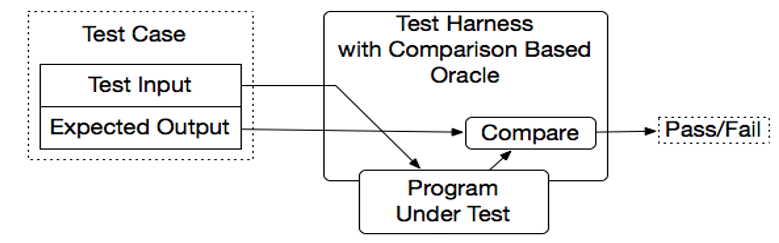 Test Case
Test Input
Expected Output
Test Harness
with Comparison Based
Oracle
Compare
Pass/Fail
Program
Under Test